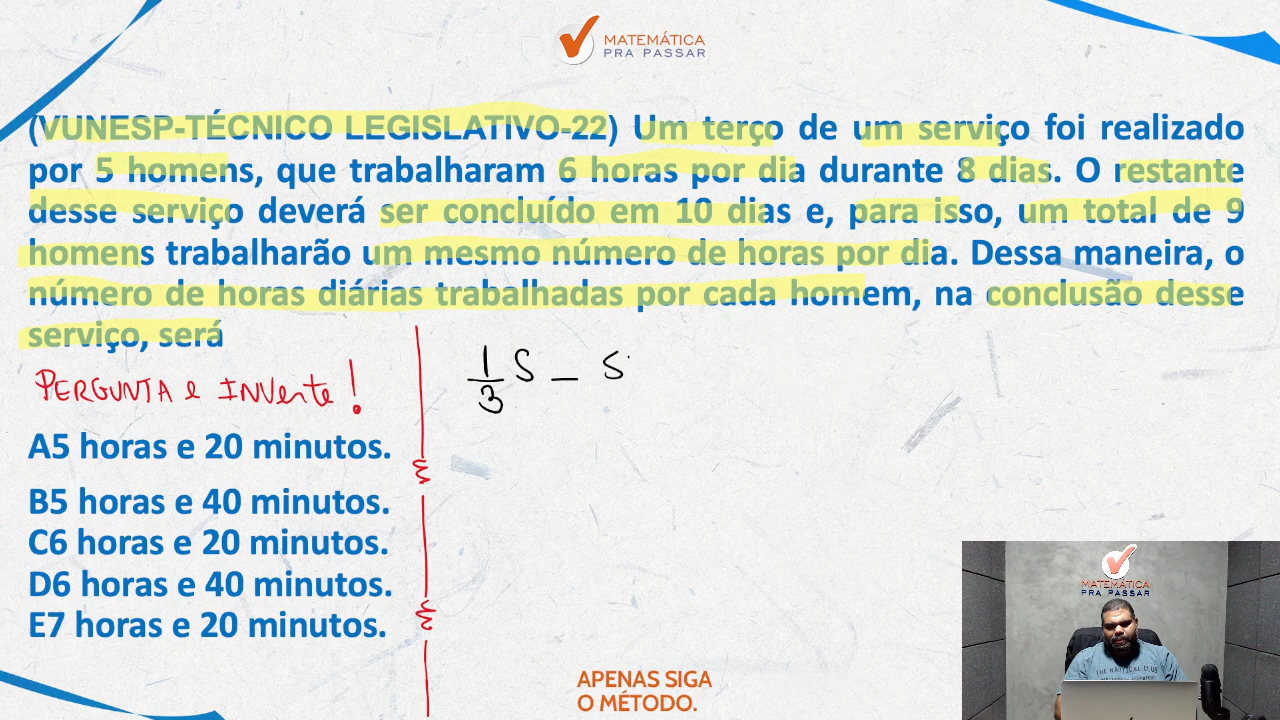 MATEMÁTICA
PRA PASSAR
(VUNESP-TÉCNICO LEGISLATIVO-22) Um terço de um serviço foi realizado
por 5 homens, que trabalharam 6 horas por dia durante 8 dias. O restante
desse serviço deverá ser concluído em 10 dias e, para isso, um total de 9
homens trabalharão um mesmo número de horas por dia. Dessa maneira, o
número de horas diárias trabalhadas por cada homem, na conclusão desse
serviço, será
PERGUNTA e INVerte!
1/3 S — 5
A5 horas e 20 minutos.
B5 horas e 40 minutos.
C6 horas e 20 minutos.
D6 horas e 40 minutos.
E7 horas e 20 minutos.
MATEMÁTICA
PRA PASSAR
THE NAUTICAL CLUB
APENAS SIGA
O MÉTODO.